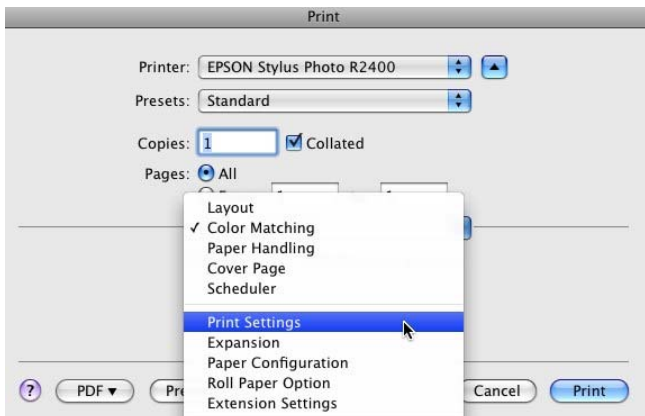 Print
Printer: EPSON Stylus Photo R2400
Presets: Standard
Copies: 1 Collated
Pages: All
Layout
✓ Color Matching
Paper Handling
Cover Page
Scheduler
Print Settings
Expansion
Paper Configuration
Roll Paper Option
Extension Settings
? PDF▼ Cancel Print